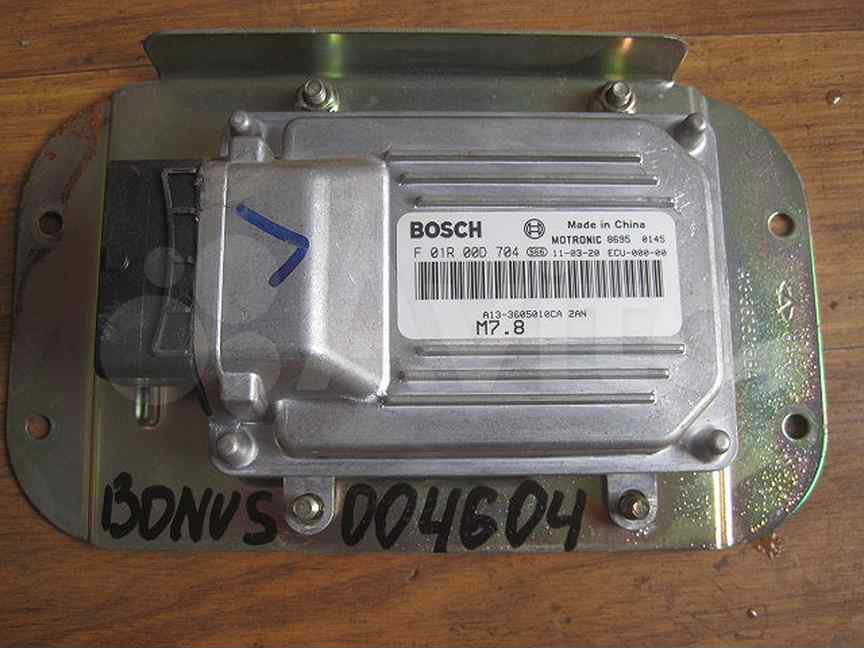 BOSCH Made in China
MOTRONIC 8695 0145
F 01R 00D 704 11-03-20 ECU-000-00
A13-3605010CA 2AN
M7.8
BONUS 004604